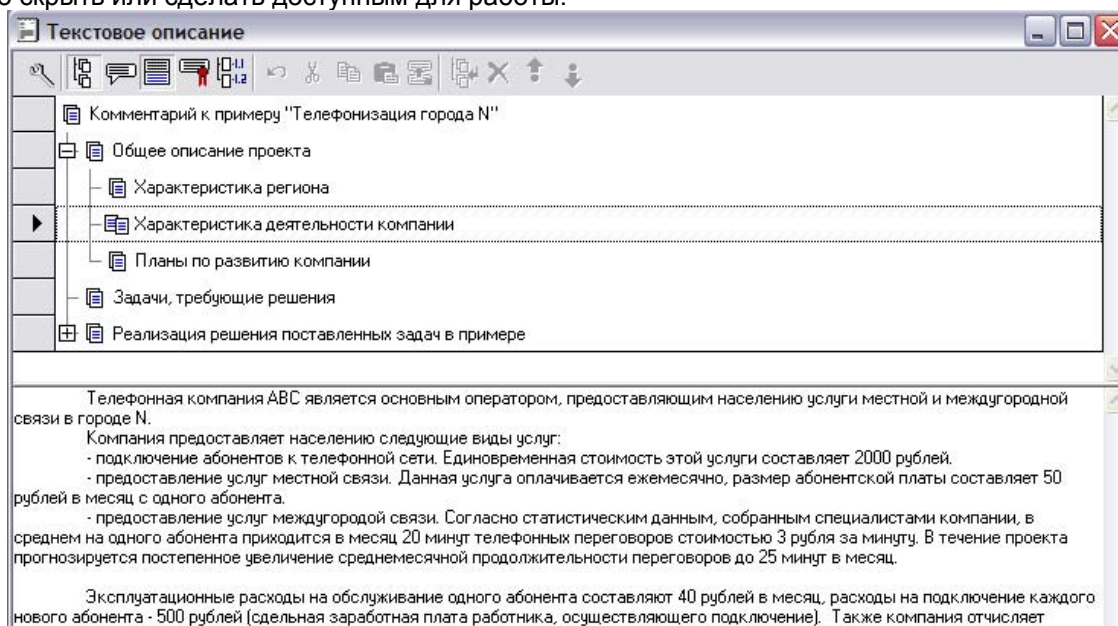 о скрыть или сделать доступным для работы.
Текстовое описание
Комментарий к примеру "Телефонизация города N"
Общее описание проекта
Характеристика региона
Характеристика деятельности компании
Планы по развитию компании
Задачи, требующие решения
Реализация решения поставленных задач в примере
Телефонная компания АВС является основным оператором, предоставляющим населению услуги местной и междугородной
связи в городе N.
Компания предоставляет населению следующие виды услуг:
- подключение абонентов к телефонной сети. Единовременная стоимость этой услуги составляет 2000 рублей.
- предоставление услуг местной связи. Данная услуга оплачивается ежемесячно, размер абонентской платы составляет 50
рублей в месяц с одного абонента.
- предоставление услуг междугородой связи. Согласно статистическим данным, собранным специалистами компании, в
среднем на одного абонента приходится в месяц 20 минут телефонных переговоров стоимостью 3 рубля за минуту. В течение проекта
прогнозируется постепенное увеличение среднемесячной продолжительности переговоров до 25 минут в месяц.
Эксплуатационные расходы на обслуживание одного абонента составляют 40 рублей в месяц, расходы на подключение каждого
нового абонента - 500 рублей (сдельная заработная плата работника, осуществляющего подключение). Также компания отчисляет